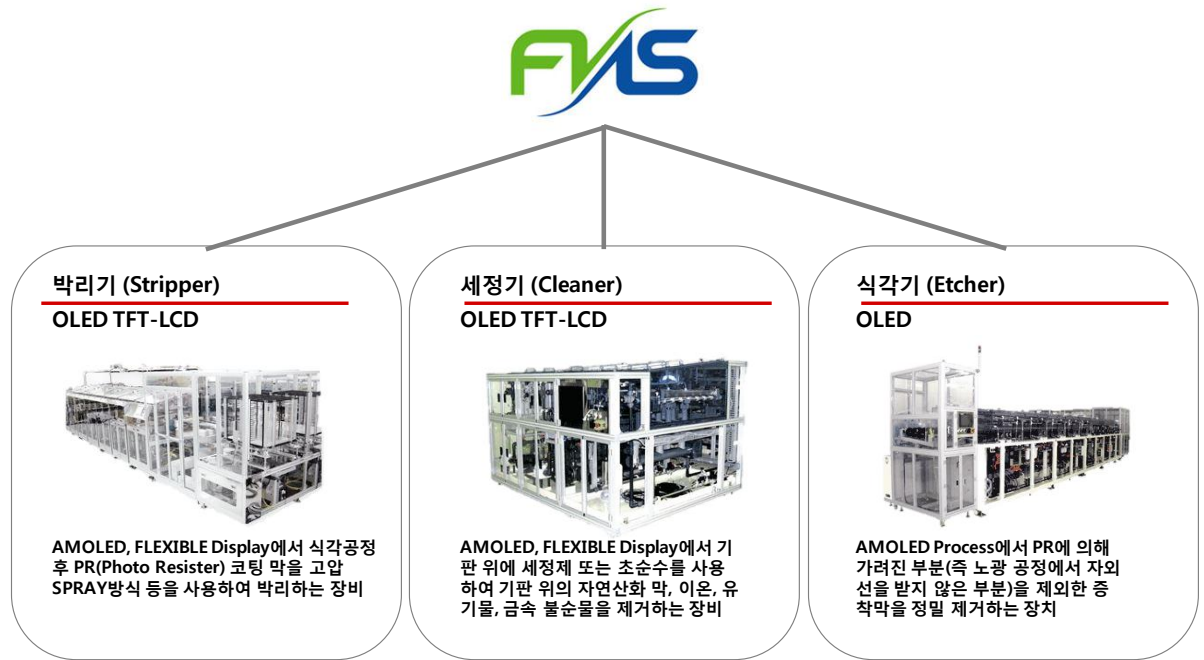 FNS
박리기 (Stripper)
OLED TFT-LCD
AMOLED, FLEXIBLE Display에서 식각공정
후 PR(Photo Resister) 코팅 막을 고압
SPRAY방식 등을 사용하여 박리하는 장비
세정기 (Cleaner)
OLED TFT-LCD
AMOLED, FLEXIBLE Display에서 기
판 위에 세정제 또는 초순수를 사용
하여 기판 위의 자연산화 막, 이온, 유
기물, 금속 불순물을 제거하는 장비
식각기 (Etcher)
OLED
AMOLED Process에서 PR에 의해
가려진 부분(즉 노광 공정에서 자외
선을 받지 않은 부분)을 제외한 증
착막을 정밀 제거하는 장치